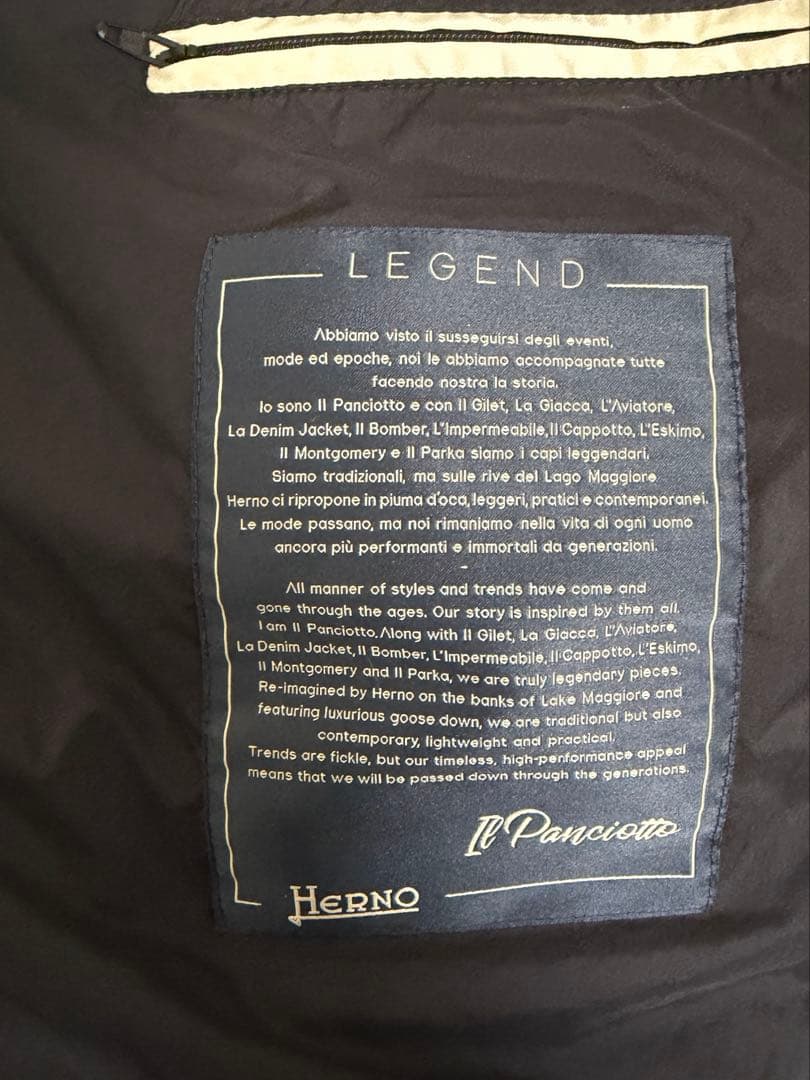 LEGEND
Abbiamo visto il susseguirsi degli eventi,
mode ed epoche, noi le abbiamo accompagnate tutte
facendo nostra la storia.
Io sono Il Panciotto e con Il Gilet, La Giacca, L'Aviatore,
La Denim Jacket, Il Bomber, L'Impermeabile, Il Cappotto, L'Eskimo,
Il Montgomery e Il Parka siamo i capi leggendari.
Siamo tradizionali, ma sulle rive del Lago Maggiore
Herno ci ripropone in piuma d'oca, leggeri, pratici e contemporanei.
Le mode passano, ma noi rimaniamo nella vita di ogni uomo
ancora più performanti e immortali da generazioni.
-
All manner of styles and trends have come and
gone through the ages. Our story is inspired by them all.
I am Il Panciotto. Along with Il Gilet, La Giacca, L'Aviatore,
La Denim Jacket, Il Bomber, L'Impermeabile, Il Cappotto, L'Eskimo,
Il Montgomery and Il Parka, we are truly legendary pieces.
Re-imagined by Herno on the banks of Lake Maggiore and
featuring luxurious goose down, we are traditional but also
contemporary, lightweight and practical.
Trends are fickle, but our timeless, high-performance appeal
means that we will be passed down through the generations.
Il Panciotto
HERNO